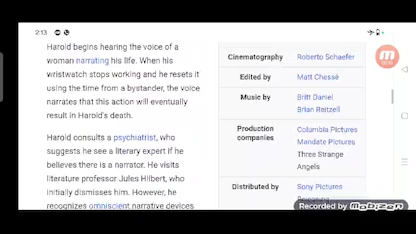 2:13
Harold begins hearing the voice of a
woman narrating his life. When his
wristwatch stops working and he resets it
using the time from a bystander, the voice
narrates that this action will eventually
result in Harold's death.
Harold consults a psychiatrist, who
suggests he see a literary expert if he
believes there is a narrator. He visits
literature professor Jules Hilbert, who
initially dismisses him. However, he
recognizes omniscient narrative devices
Cinematography Roberto Schaefer
Edited by Matt Chessé
Music by Britt Daniel
Brian Reitzell
Production Columbia Pictures
companies Mandate Pictures
Three Strange
Angels
Distributed by Sony Pictures
Recorded by Mobizen